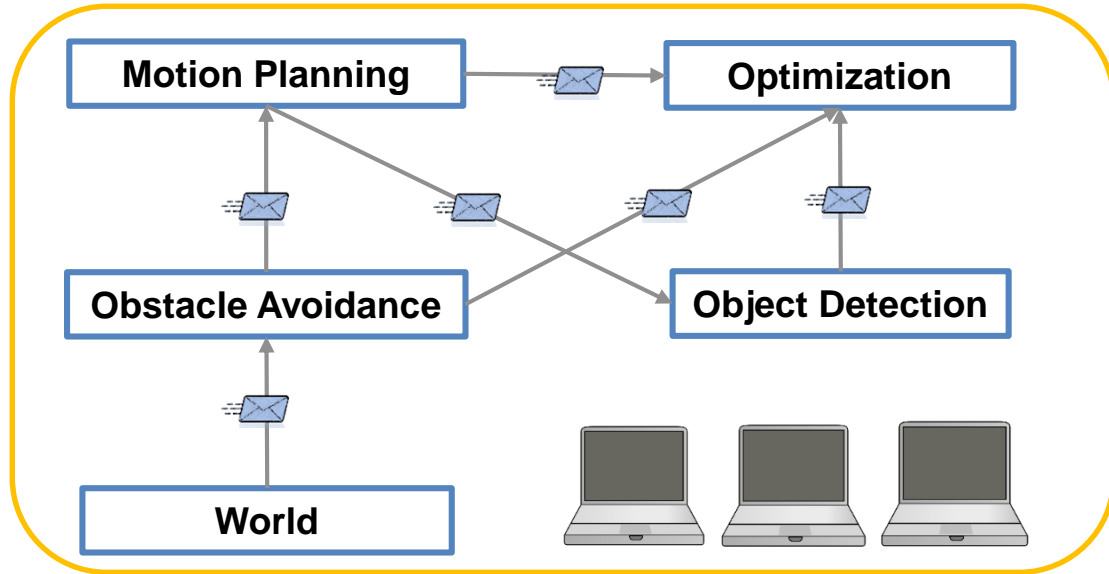 Motion Planning
Optimization
Obstacle Avoidance
Object Detection
World